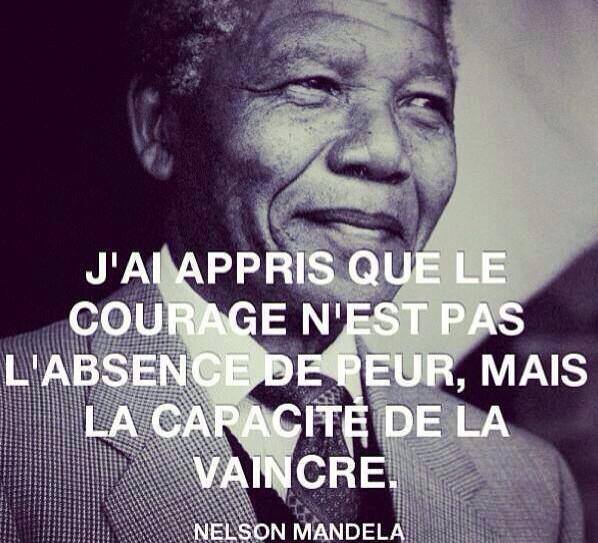 J'AI APPRIS QUE LE
COURAGE N'EST PAS
L'ABSENCE DE PEUR, MAIS
LA CAPACITÉ DE LA
VAINCRE.
NELSON MANDELA